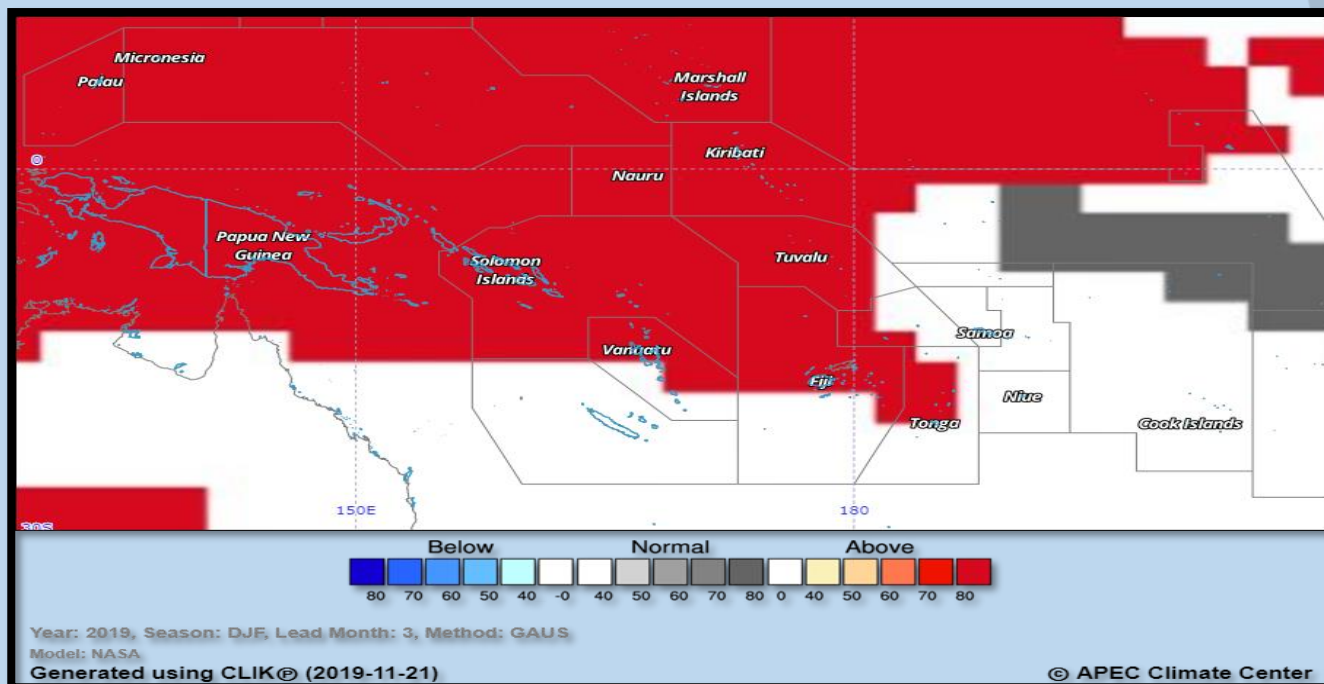 Micronesia
Palau
Marshall
Islands
0
Kiribati
Nauru
Papua New
Guinea
Solomon
Islands
Tuvalu
Samoa
Vanuatu
Fiji
Niue
Tonga
Cook Islands
150E
180
30S
Below Normal Above
80 70 60 50 40 -0 40 50 60 70 80 0 40 50 60 70 80
Year: 2019, Season: DJF, Lead Month: 3, Method: GAUS
Model: NASA
Generated using CLIK℗ (2019-11-21)
© APEC Climate Center